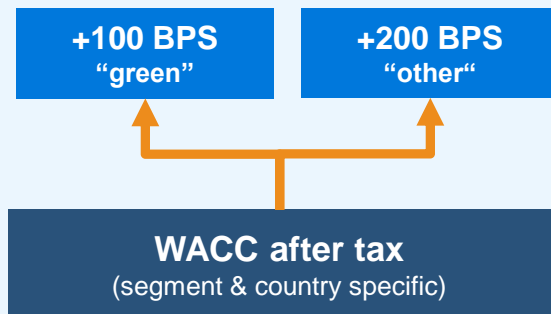 +100 BPS
“green”
+200 BPS
“other“
WACC after tax
(segment & country specific)